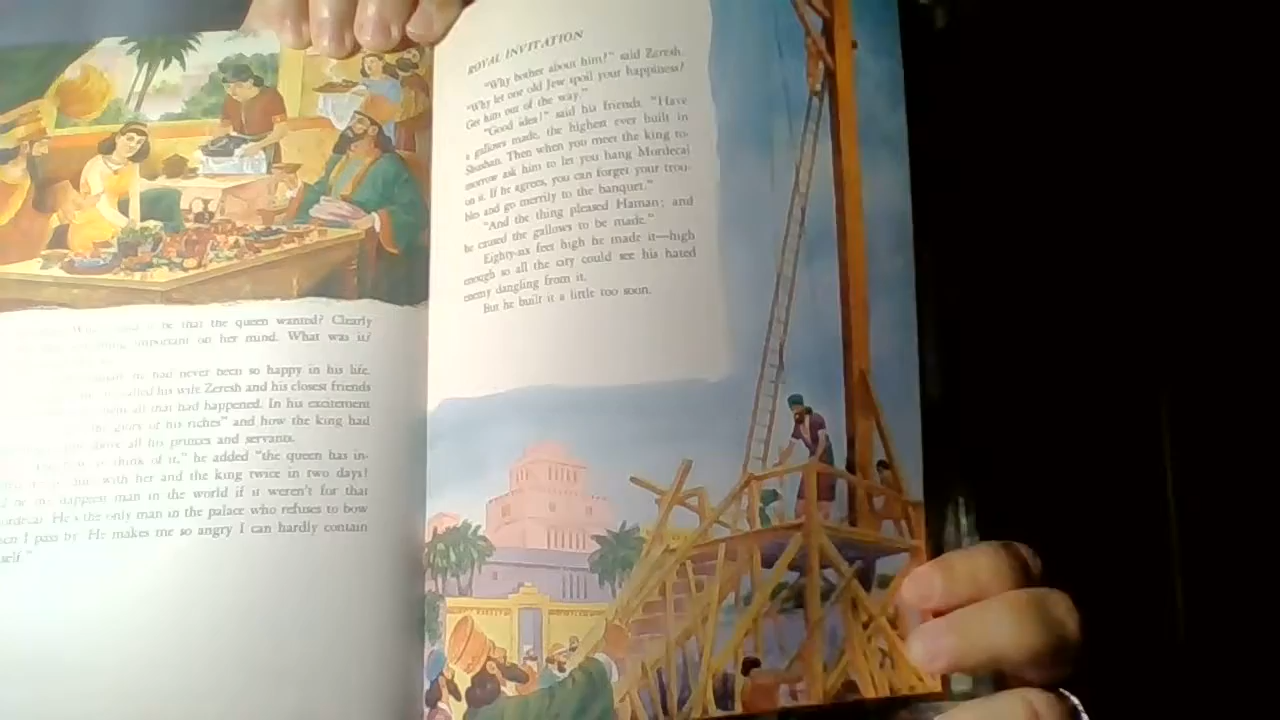 be that the queen wanted? Clearly
important on her mind. What was it?
had never been so happy in his life.
his wife Zeresh and his closest friends
all that had happened. In his excitement
the glory of his riches" and how the king had
above all his princes and servants.
think of it," he added "the queen has in-
with her and the king twice in two days!
happiest man in the world if it weren't for that
He's the only man in the palace who refuses to bow
I pass by. He makes me so angry I can hardly contain
self."
ROYAL INVITATION
"Why bother about him?" said Zeresh.
"Why let one old Jew spoil your happiness?
Get him out of the way."
"Good idea!" said his friends. "Have
a gallows made, the highest ever built in
Shushan. Then when you meet the king to-
morrow ask him to let you hang Mordecai
on it. If he agrees, you can forget your trou-
bles and go merrily to the banquet."
"And the thing pleased Haman; and
he caused the gallows to be made."
Eighty-six feet high he made it—high
enough so all the city could see his hated
enemy dangling from it.
But he built it a little too soon.